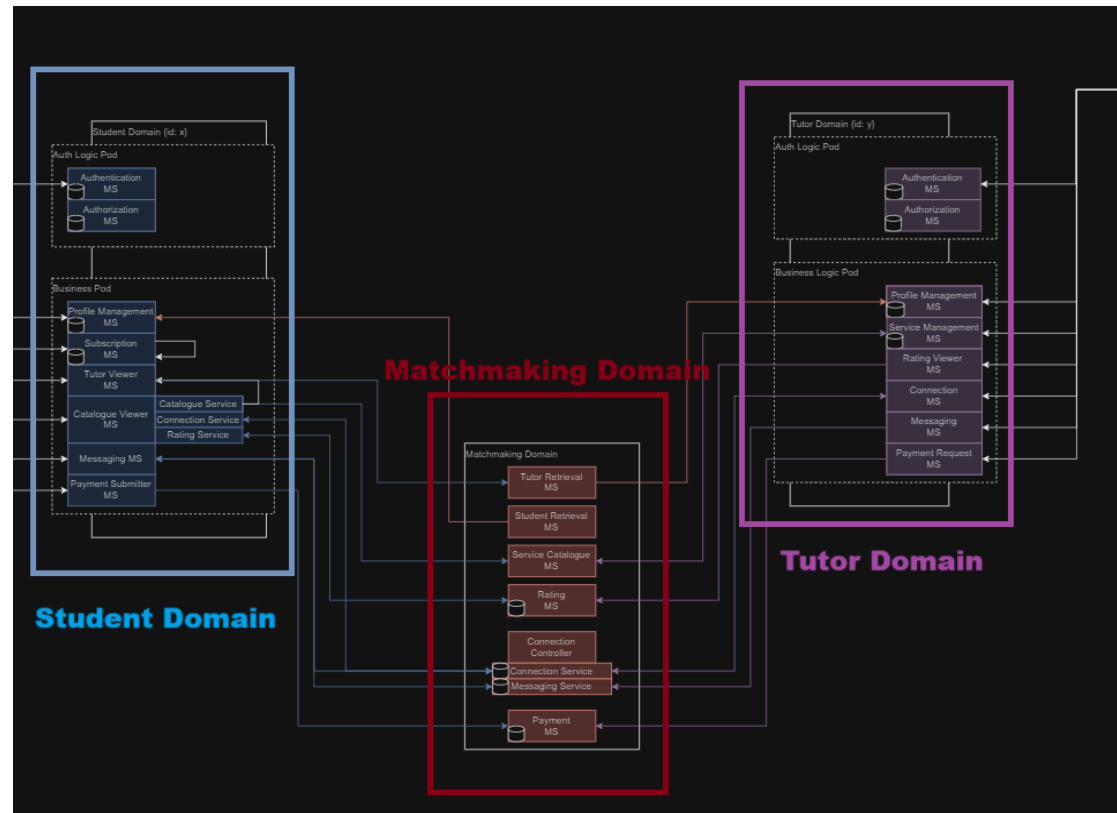 Student Domain {id: x}
Auth Logic Pod
Authentication
MS
Authorization
MS
Business Pod
Profile Management
MS
Subscription
MS
Tutor Viewer
MS
Catalogue Viewer
MS
Catalogue Service
Connection Service
Rating Service
Messaging MS
Payment Submitter
MS
Student Domain
Matchmaking Domain
Matchmaking Domain
Tutor Retrieval
MS
Student Retrieval
MS
Service Catalogue
MS
Rating
MS
Connection
Controller
Connection Service
Messaging Service
Payment
MS
Tutor Domain {id: y}
Auth Logic Pod
Authentication
MS
Authorization
MS
Business Logic Pod
Profile Management
MS
Service Management
MS
Rating Viewer
MS
Connection
MS
Messaging
MS
Payment Request
MS
Tutor Domain